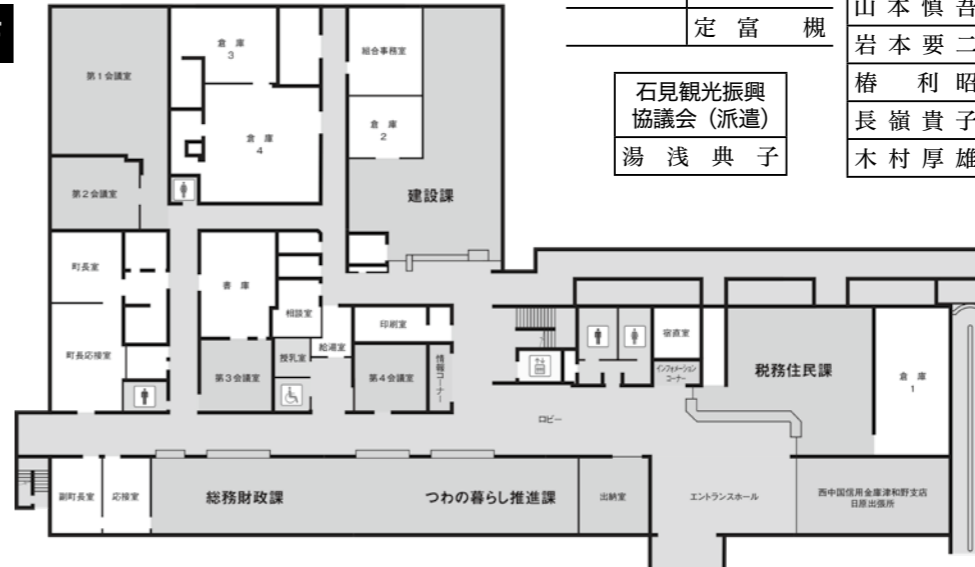 定 富 槻
山 本 慎 吾
岩 本 要 二
椿 利 昭
長 嶺 貴 子
木 村 厚 雄
石見観光振興
協議会（派遣）
湯 浅 典 子
第1会議室
倉 庫
3
組合事務室
倉 庫
4
倉 庫
2
第2会議室
建設課
町長室
書 庫
相談室
印刷室
給湯室
町長応接室
第3会議室
授乳室
第4会議室
情報コーナー
宿直室
インフォメーション
コーナー
税務住民課
倉 庫
1
ロビー
副町長室
応接室
総務財政課
つわの暮らし推進課
出納室
エントランスホール
西中国信用金庫津和野支店
日原出張所